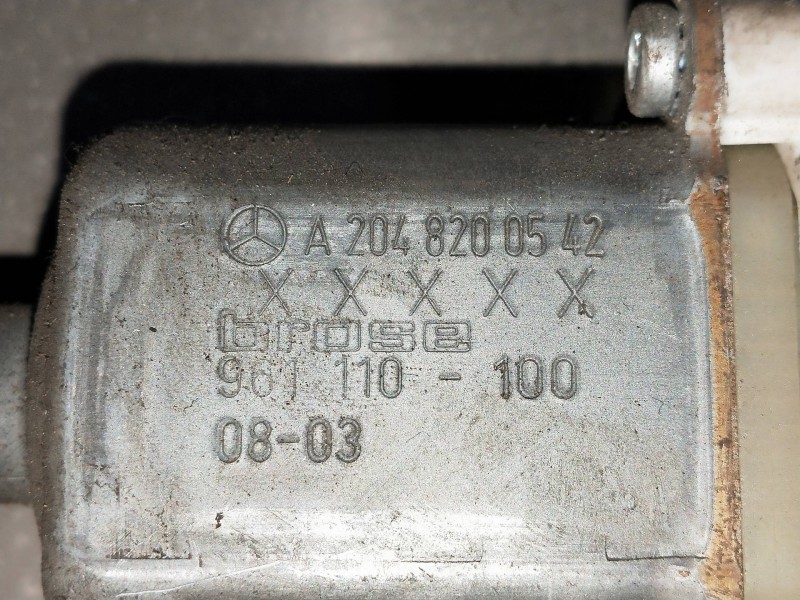 A 204 820 05 42
X X X X X
brose
961 110 - 100
08-03